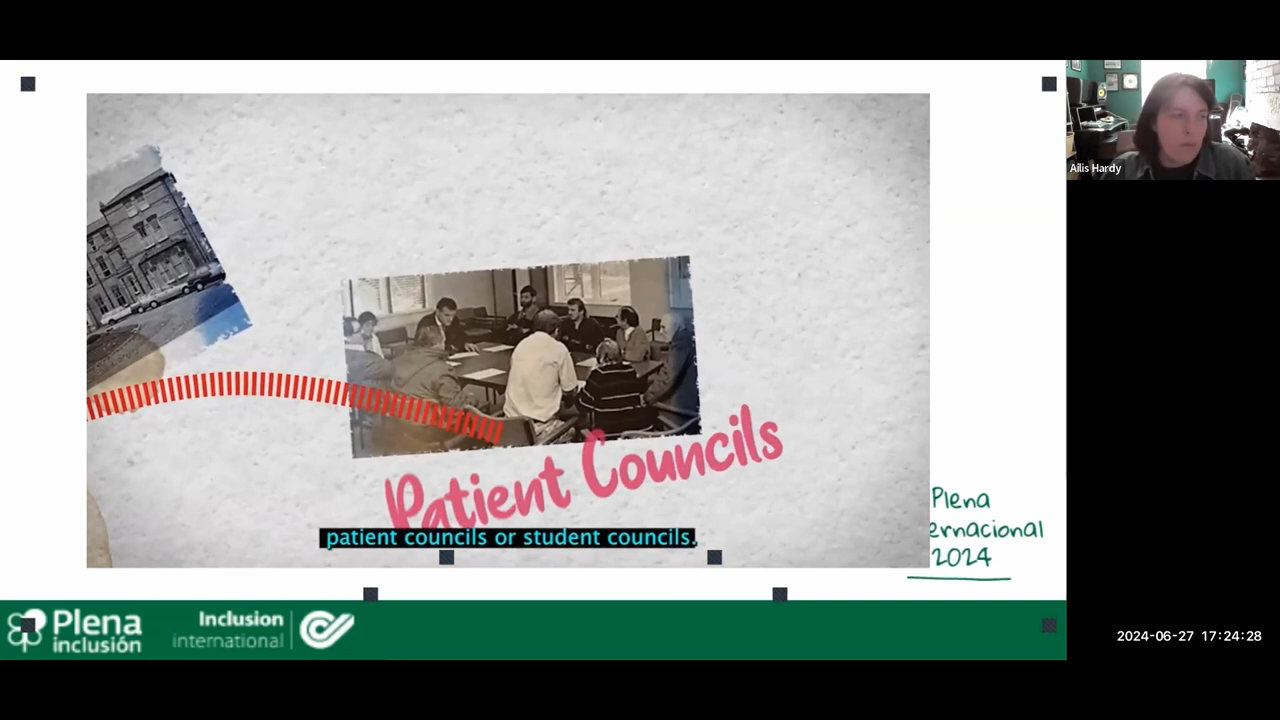 Ailis Hardy
Patient Councils
patient councils or student councils.
Plena
ernacional
2024
Plena
inclusión
Inclusion
international
2024-06-27 17:24:28